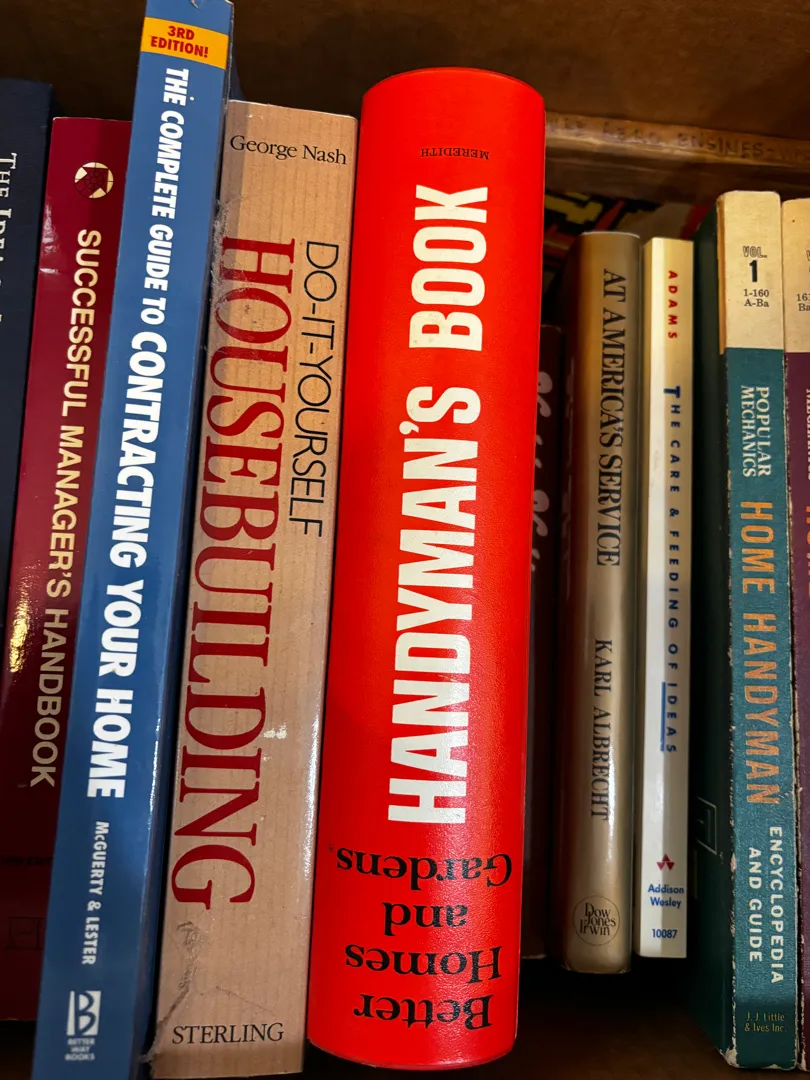 SUCCESSFUL MANAGER'S HANDBOOK
3RD
EDITION!
THE COMPLETE GUIDE TO CONTRACTING YOUR HOME
McGUERTY & LESTER
B
BETTER
WAY
BOOKS
George Nash
DO-IT-YOURSELF
HOUSEBUILDING
STERLING
Better
Homes
and
Gardens®
HANDYMAN'S BOOK
MEREDITH
AT AMERICA'S SERVICE
KARL ALBRECHT
Dow
Jones
Irwin
ADAMS
THE CARE & FEEDING OF IDEAS
Addison
Wesley
10087
VOL.
1
1-160
A-Ba
POPULAR
MECHANICS
HOME HANDYMAN
ENCYCLOPEDIA
AND GUIDE
J. J. Little
& Ives Inc.